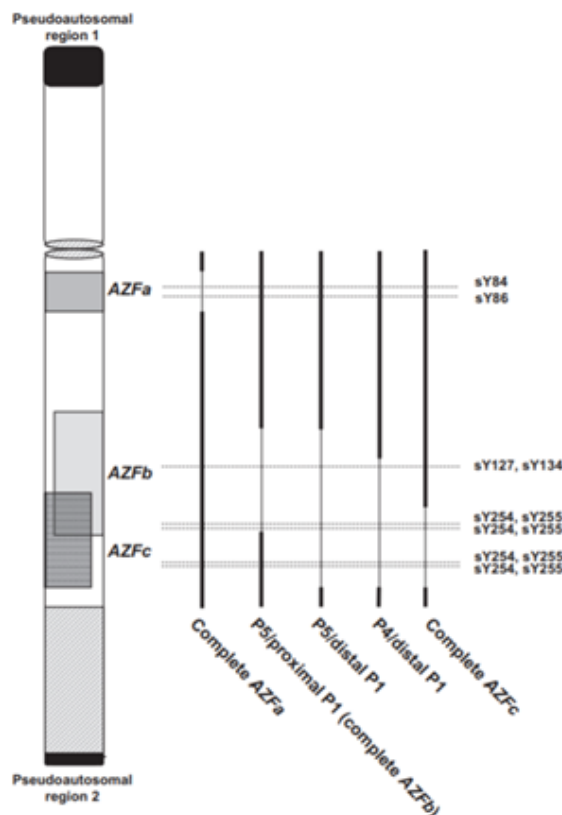 Pseudoautosomal
region 1
AZFa
sY84
sY86
AZFb
sY127, sY134
sY254, sY255
sY254, sY255
AZFc
sY254, sY255
sY254, sY255
Complete AZFa
P5/proximal P1 (complete AZFb)
P5/distal P1
P4/distal P1
Complete AZFc
Pseudoautosomal
region 2